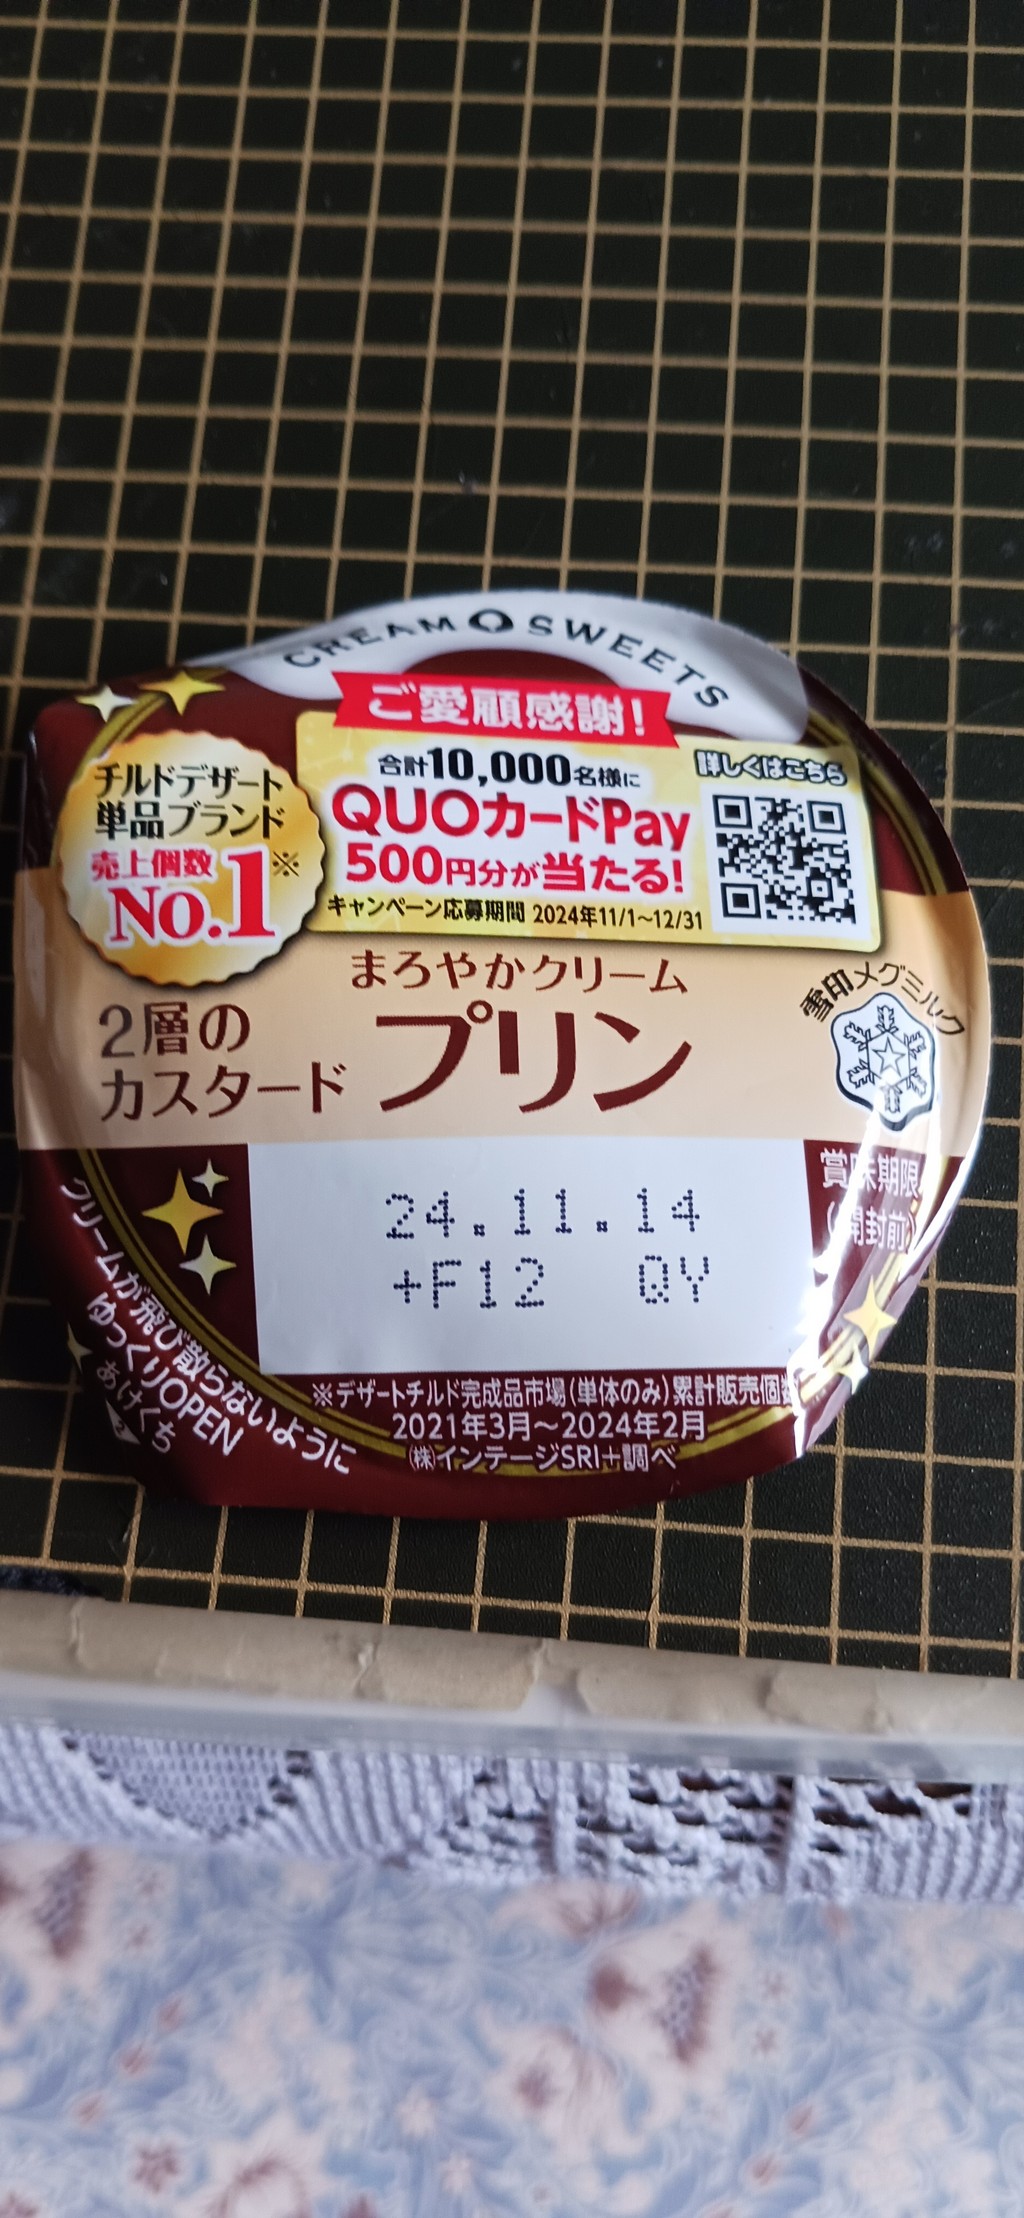 CREAM SWEETS
ご愛顧感謝!
合計10,000名様に
QUOカードPay
500円分が当たる!
キャンペーン応募期間 2024年11/1~12/31
詳しくはこちら
チルドデザート
単品ブランド
売上個数
No.1※
まろやかクリーム
2層の
カスタード
プリン
雪印メグミルク
24.11.14
+F12 QY
賞味期限
(開封前)
クリームが飛び散らないように
ゆっくりOPEN
あけくち
※デザートチルド完成品市場(単体のみ)累計販売個数
2021年3月~2024年2月
(株)インテージSRI+調べ